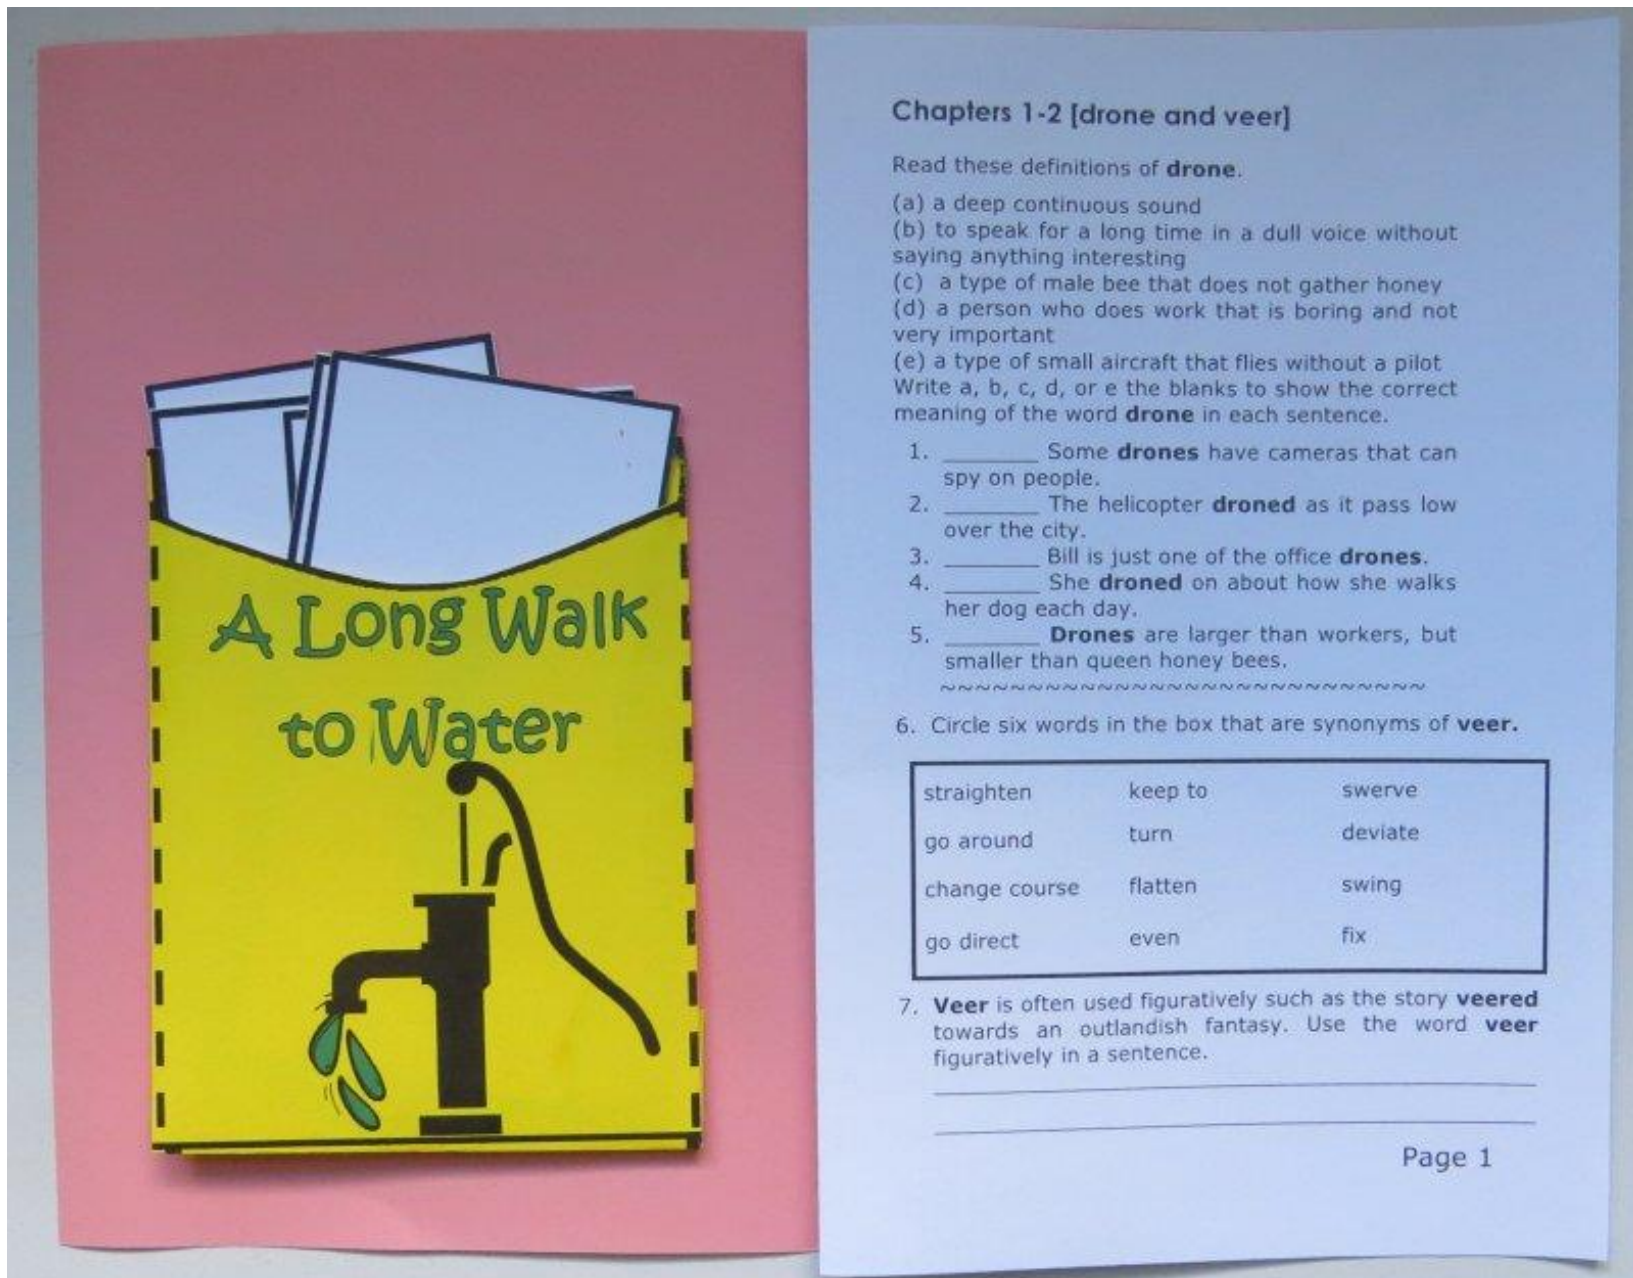 A Long Walk
to Water
Chapters 1-2 [drone and veer]
Read these definitions of drone.
(a) a deep continuous sound
(b) to speak for a long time in a dull voice without
saying anything interesting
(c) a type of male bee that does not gather honey
(d) a person who does work that is boring and not
very important
(e) a type of small aircraft that flies without a pilot
Write a, b, c, d, or e the blanks to show the correct
meaning of the word drone in each sentence.
1. ________ Some drones have cameras that can
spy on people.
2. ________ The helicopter droned as it pass low
over the city.
3. ________ Bill is just one of the office drones.
4. ________ She droned on about how she walks
her dog each day.
5. ________ Drones are larger than workers, but
smaller than queen honey bees.
~~~~~~~~~~~~~~~~~~~~~~~~~~~~
6. Circle six words in the box that are synonyms of veer.
straighten keep to swerve
go around turn deviate
change course flatten swing
go direct even fix
7. Veer is often used figuratively such as the story veered
towards an outlandish fantasy. Use the word veer
figuratively in a sentence.
Page 1